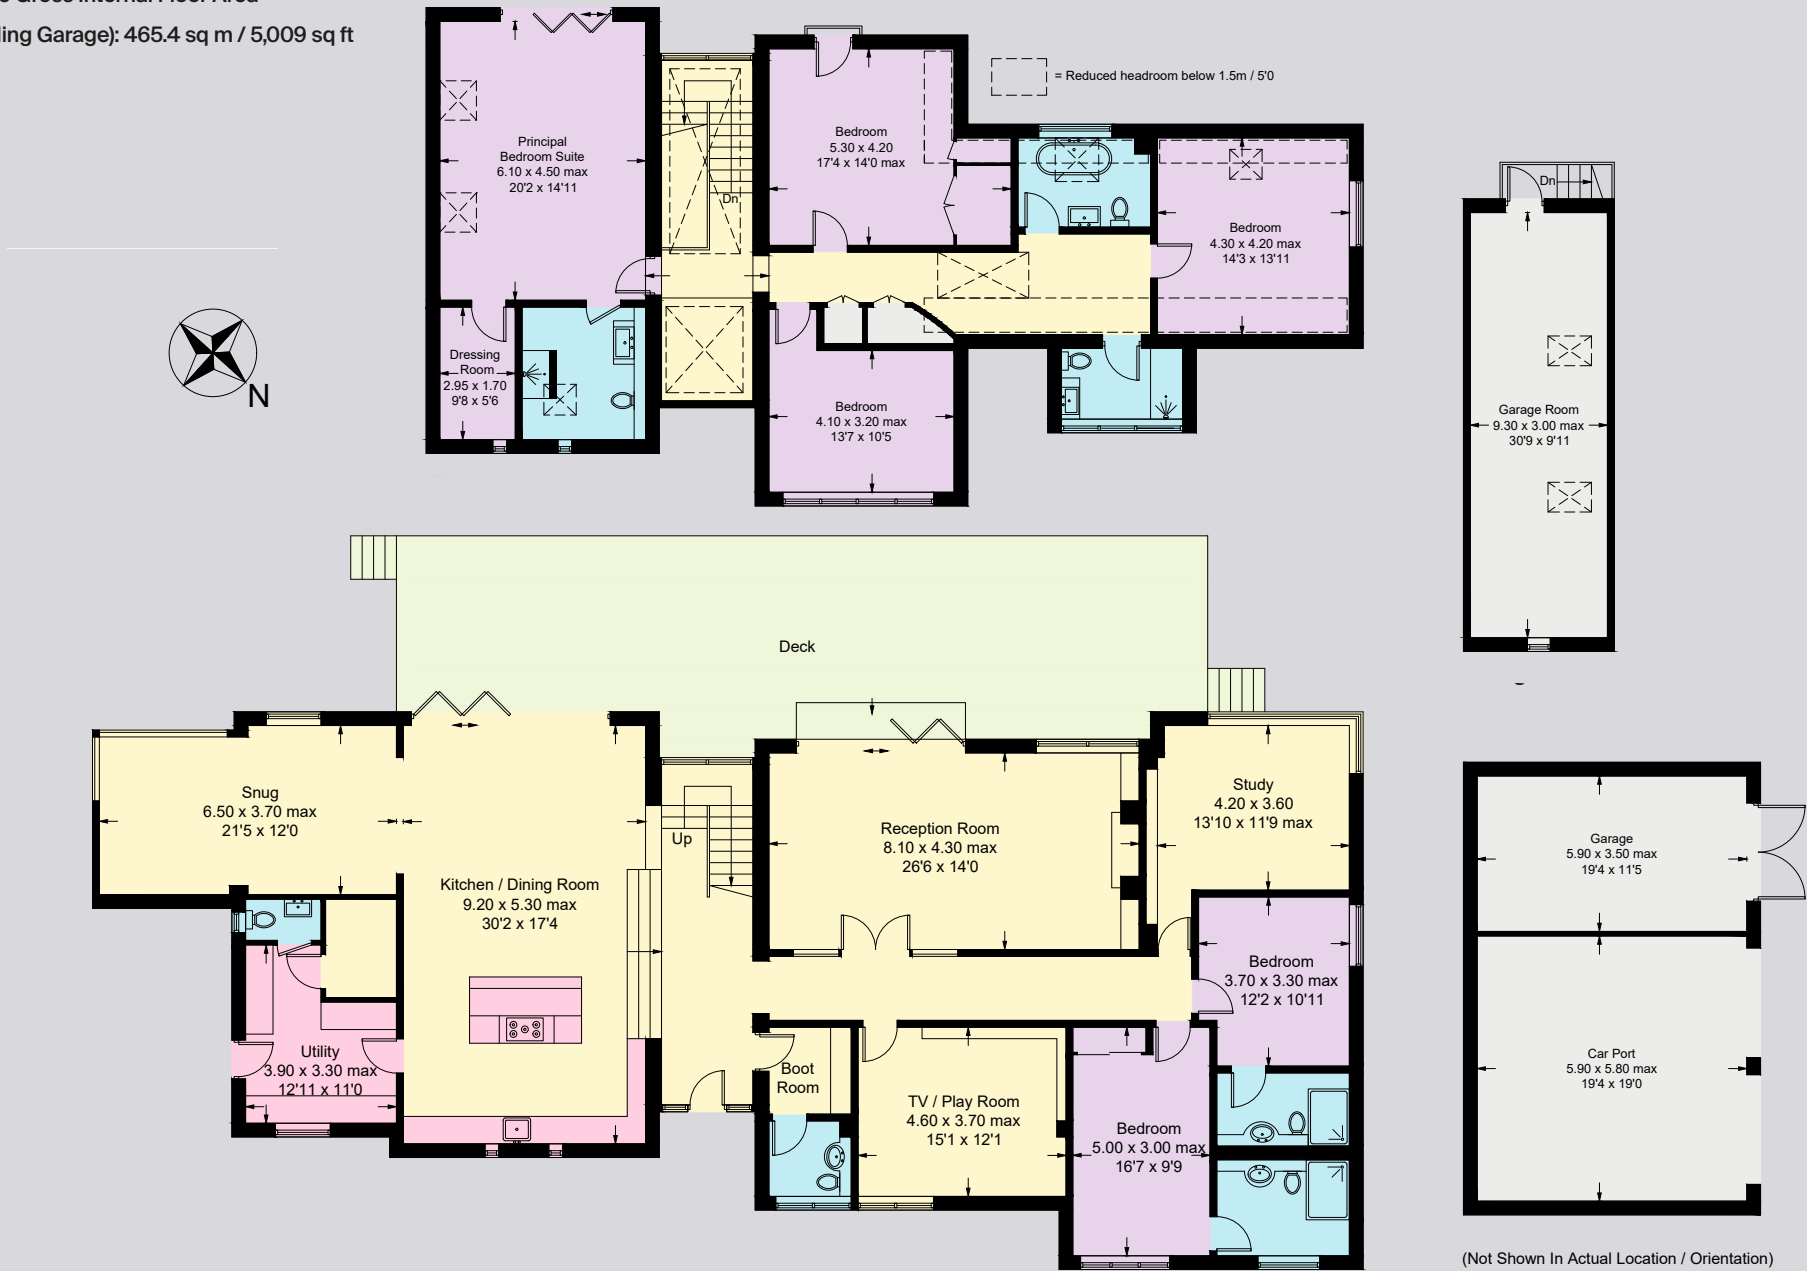 Gross Internal Floor Area
ling Garage): 465.4 sq m / 5,009 sq ft
= Reduced headroom below 1.5m / 5'0
Principal
Bedroom Suite
6.10 x 4.50 max
20'2 x 14'11
Dn
Bedroom
5.30 x 4.20
17'4 x 14'0 max
Bedroom
4.30 x 4.20 max
14'3 x 13'11
Dressing
Room
2.95 x 1.70
9'8 x 5'6
Bedroom
4.10 x 3.20 max
13'7 x 10'5
N
Dn
Garage Room
9.30 x 3.00 max
30'9 x 9'11
Deck
Snug
6.50 x 3.70 max
21'5 x 12'0
Kitchen / Dining Room
9.20 x 5.30 max
30'2 x 17'4
Up
Reception Room
8.10 x 4.30 max
26'6 x 14'0
Study
4.20 x 3.60
13'10 x 11'9 max
Bedroom
3.70 x 3.30 max
12'2 x 10'11
Utility
3.90 x 3.30 max
12'11 x 11'0
Boot
Room
TV / Play Room
4.60 x 3.70 max
15'1 x 12'1
Bedroom
5.00 x 3.00 max
16'7 x 9'9
Garage
5.90 x 3.50 max
19'4 x 11'5
Car Port
5.90 x 5.80 max
19'4 x 19'0
(Not Shown In Actual Location / Orientation)